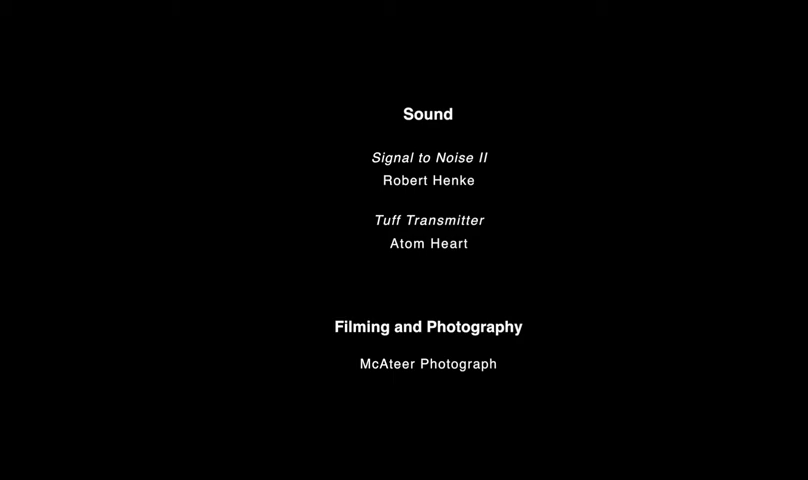 Sound
Signal to Noise II
Robert Henke
Tuff Transmitter
Atom Heart
Filming and Photography
McAteer Photograph